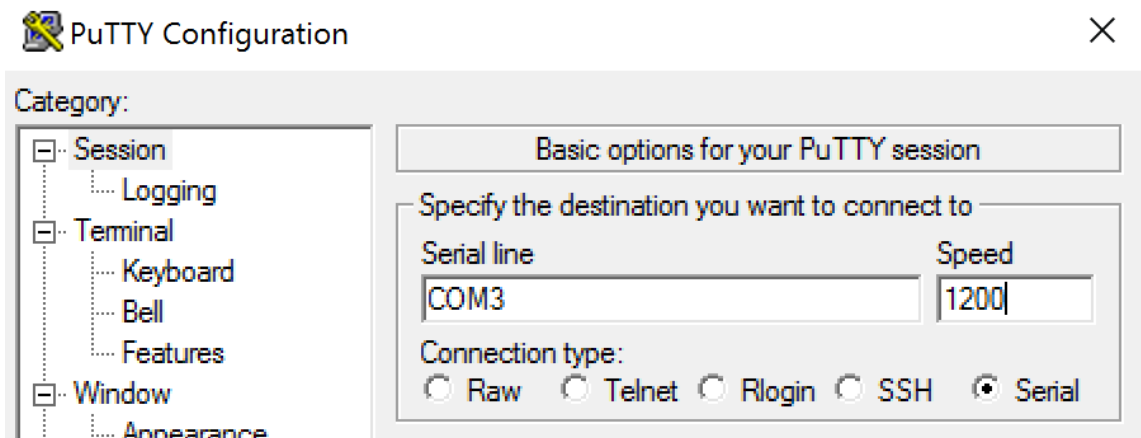 PuTTY Configuration
Category:
Session
Logging
Terminal
Keyboard
Bell
Features
Window
Appearance
Basic options for your PuTTY session
Specify the destination you want to connect to
Serial line Speed
COM3 1200
Connection type:
Raw Telnet Rlogin SSH Serial